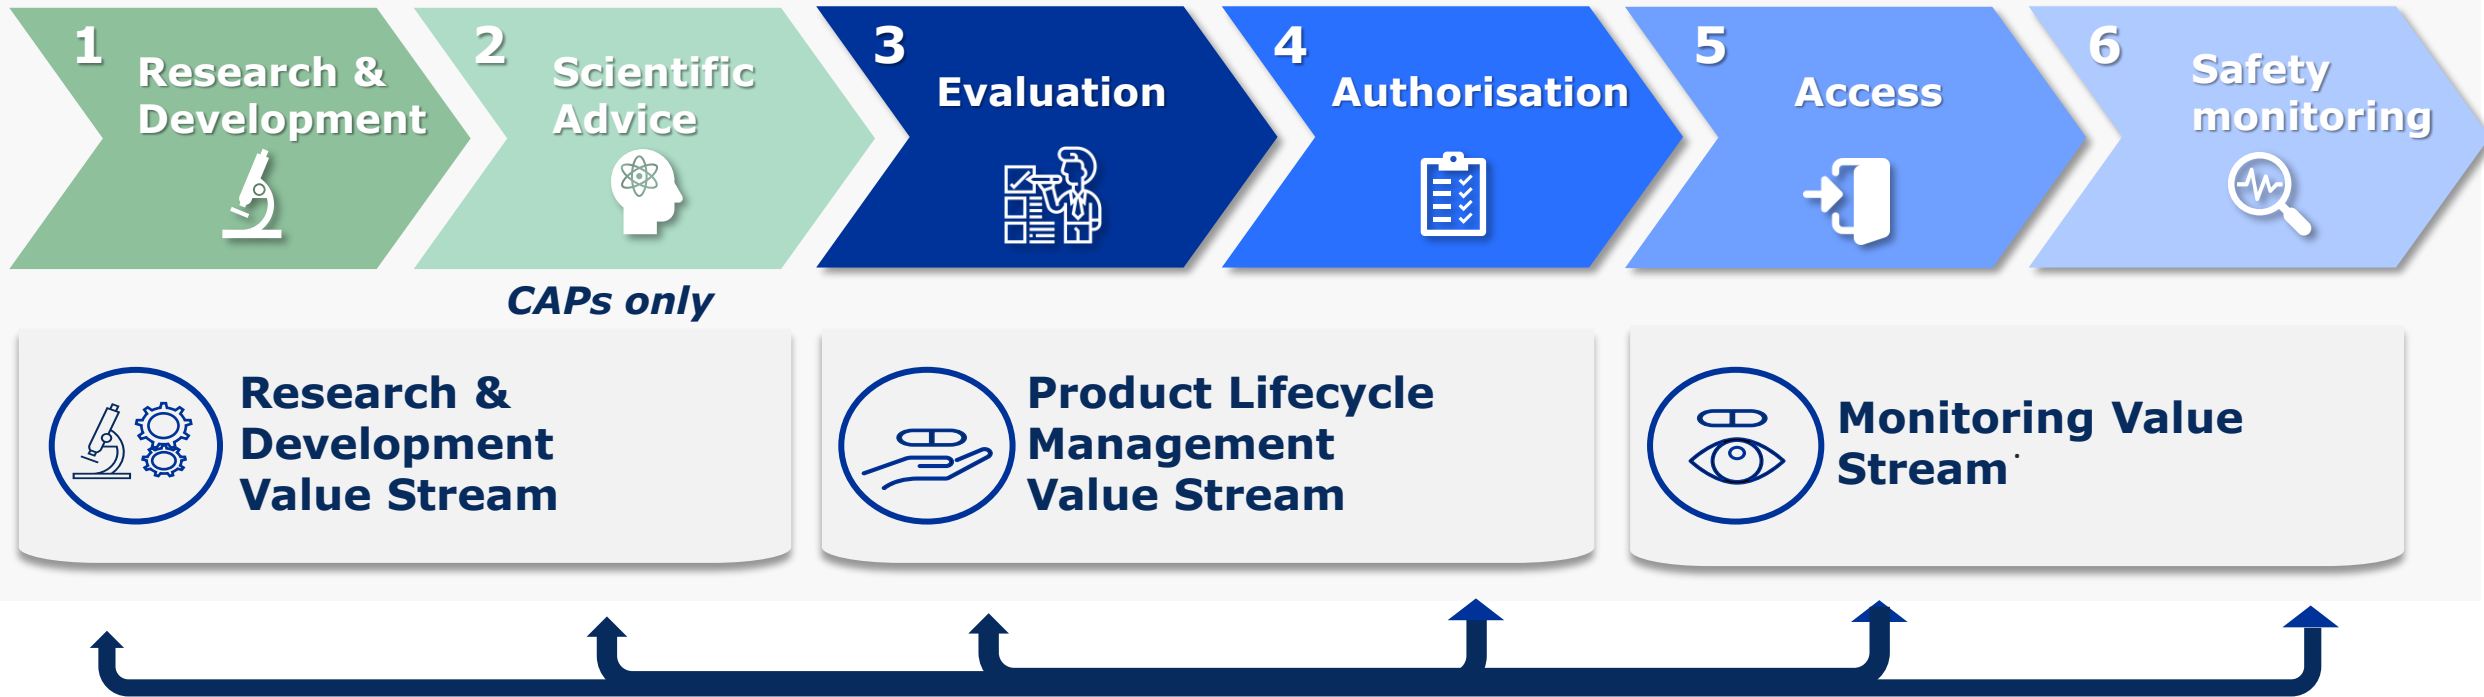 1
Research &
Development
2
Scientific
Advice
3
Evaluation
4
Authorisation
5
Access
6
Safety
monitoring
CAPs only
Research &
Development
Value Stream
Product Lifecycle
Management
Value Stream
Monitoring Value
Stream